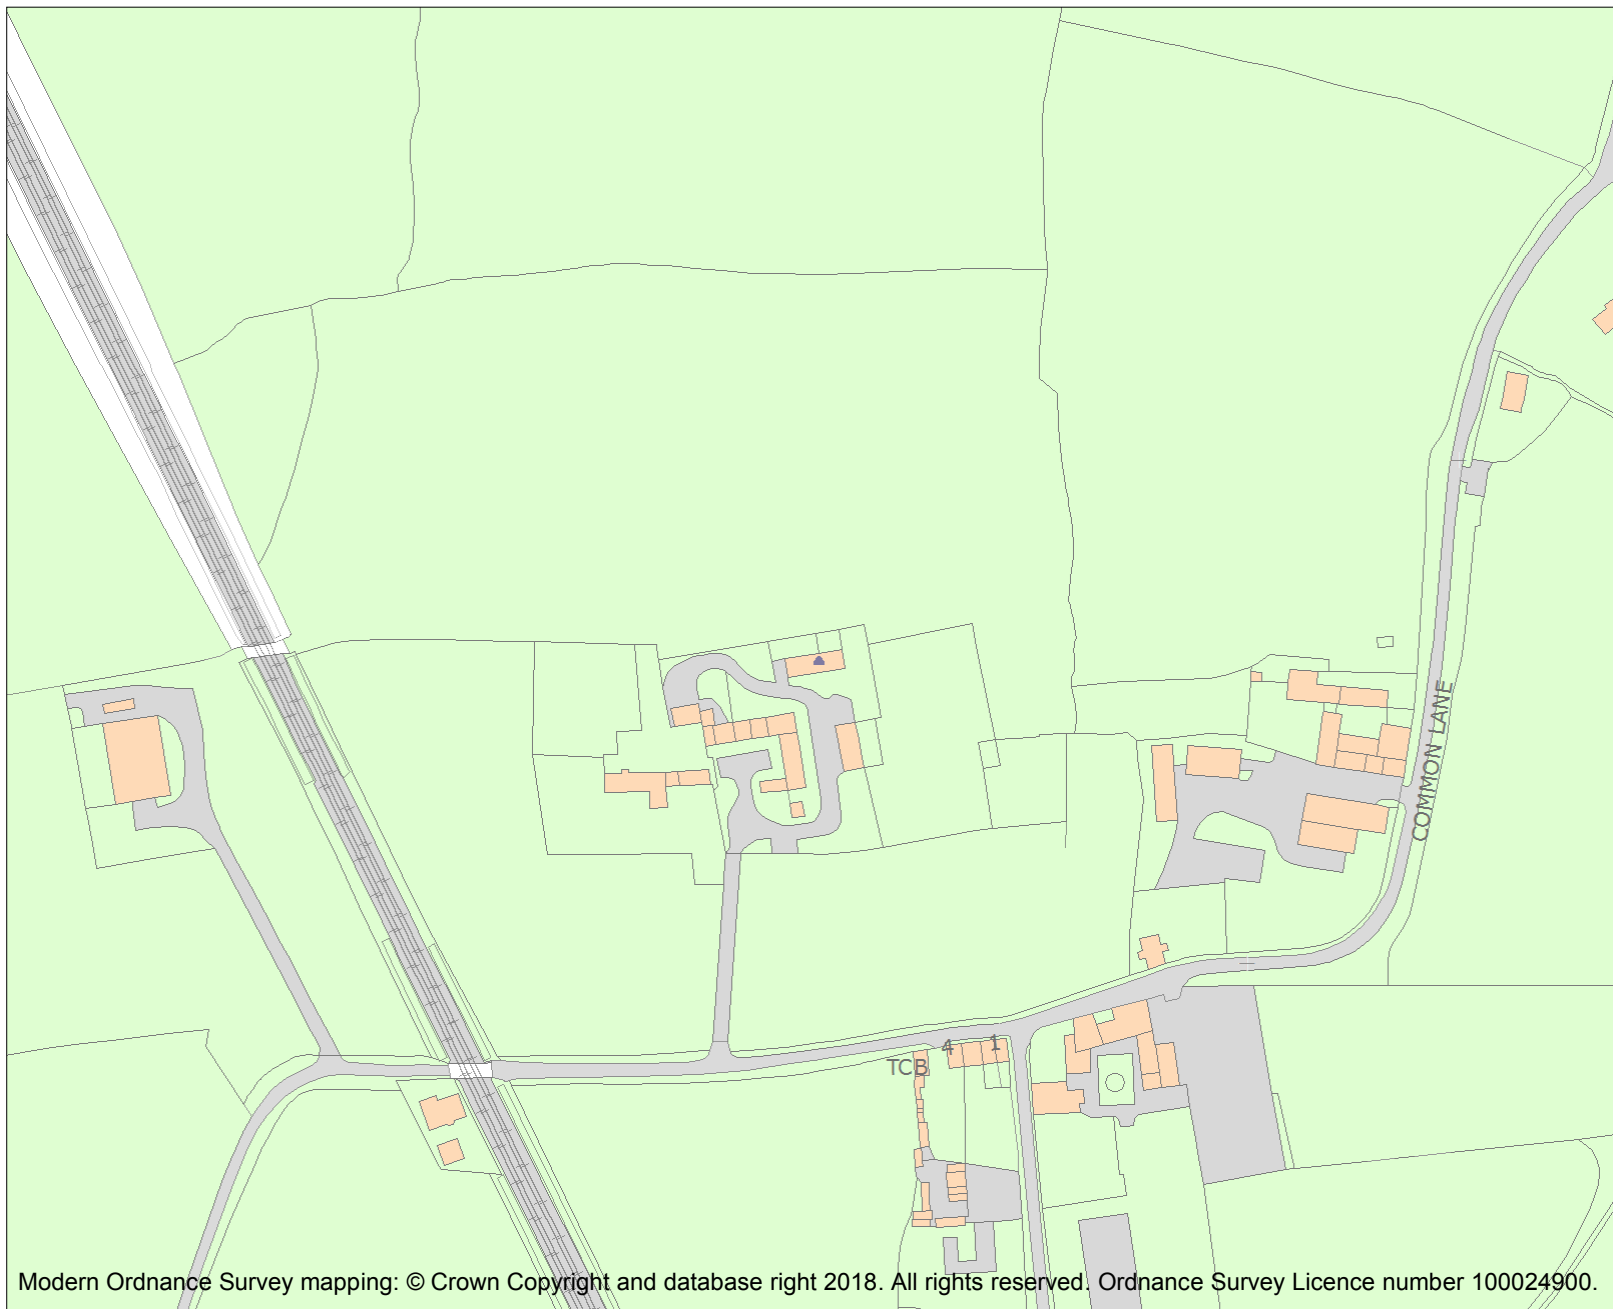 COMMON LANE
4
1
TCB
Modern Ordnance Survey mapping: © Crown Copyright and database right 2018. All rights reserved. Ordnance Survey Licence number 100024900.